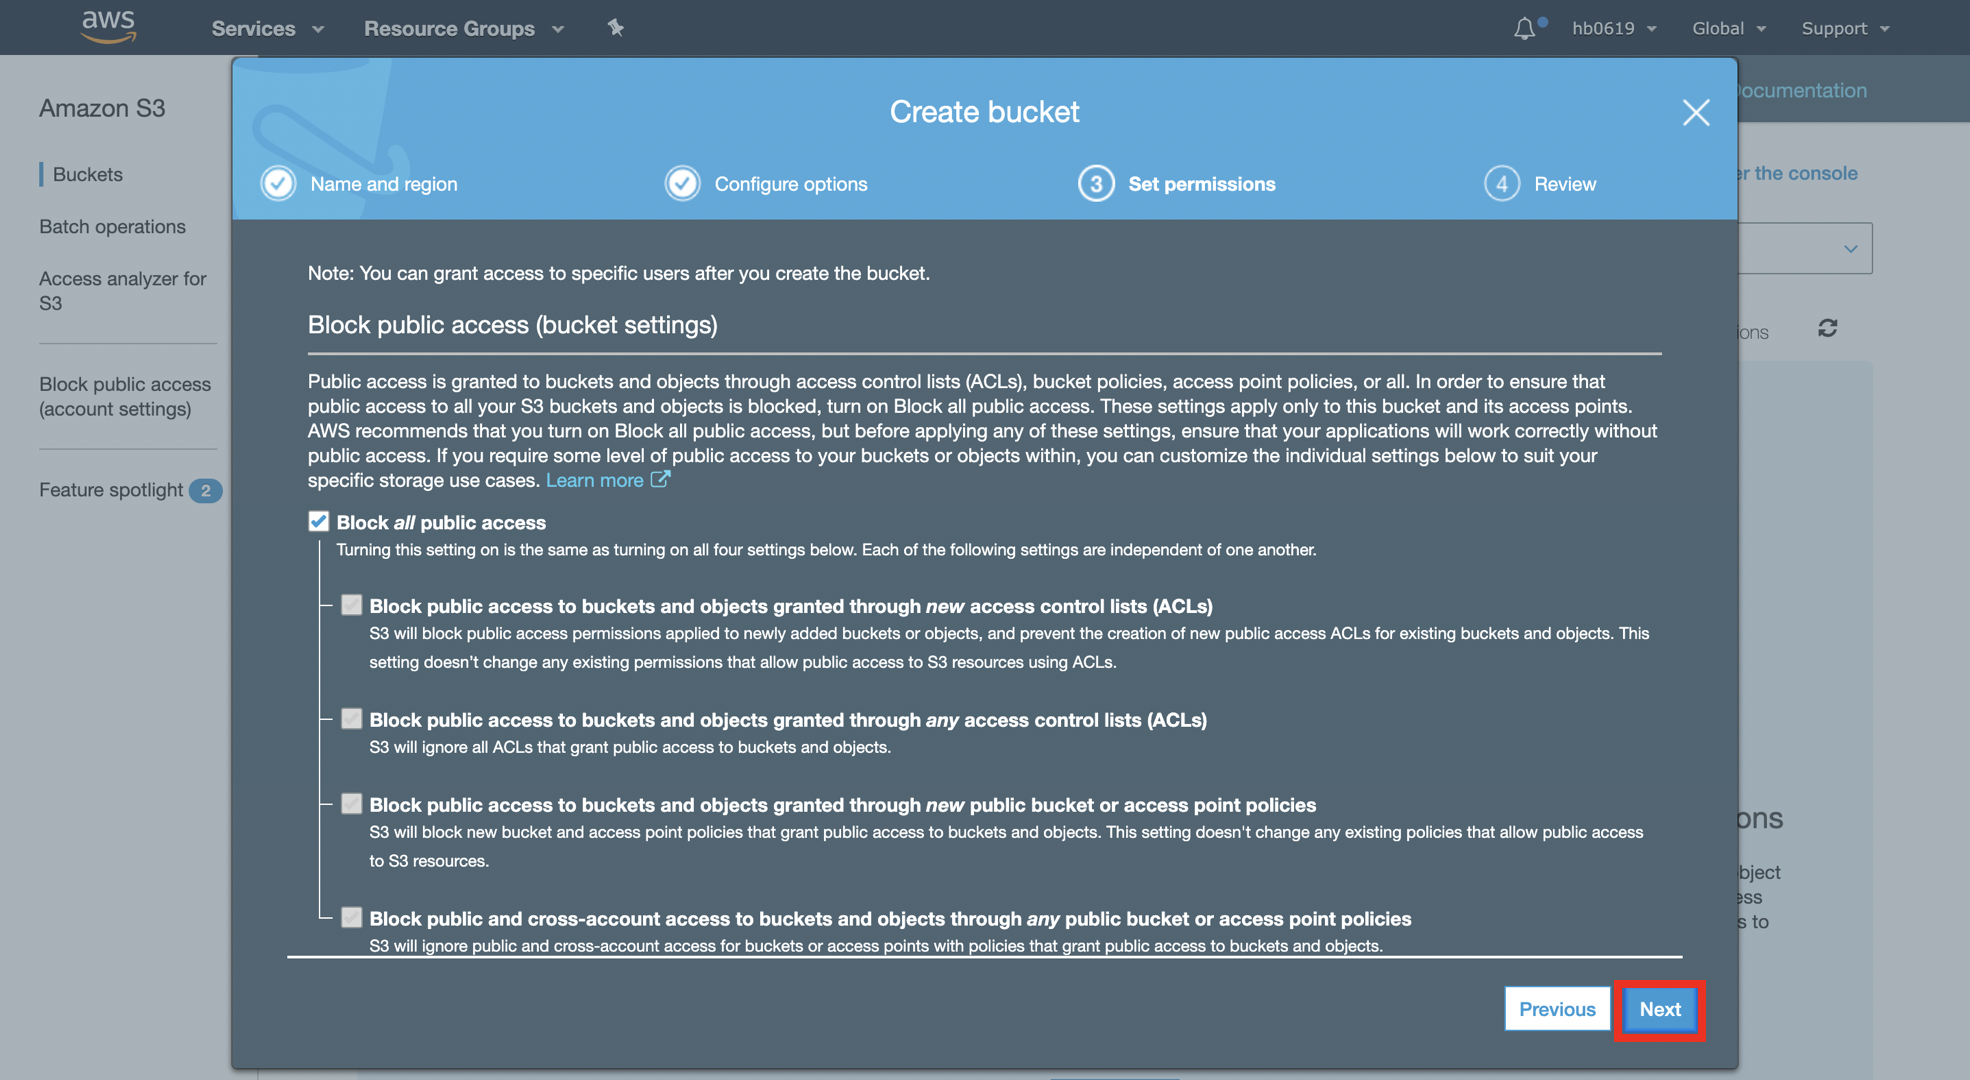 aws
Services
Resource Groups
hb0619
Global
Support
Amazon S3
Buckets
Batch operations
Access analyzer for
S3
Block public access
(account settings)
Feature spotlight 2
Create bucket
Name and region
Configure options
3 Set permissions
4 Review
Note: You can grant access to specific users after you create the bucket.
Block public access (bucket settings)
Public access is granted to buckets and objects through access control lists (ACLs), bucket policies, access point policies, or all. In order to ensure that
public access to all your S3 buckets and objects is blocked, turn on Block all public access. These settings apply only to this bucket and its access points.
AWS recommends that you turn on Block all public access, but before applying any of these settings, ensure that your applications will work correctly without
public access. If you require some level of public access to your buckets or objects within, you can customize the individual settings below to suit your
specific storage use cases. Learn more
Block all public access
Turning this setting on is the same as turning on all four settings below. Each of the following settings are independent of one another.
Block public access to buckets and objects granted through new access control lists (ACLs)
S3 will block public access permissions applied to newly added buckets or objects, and prevent the creation of new public access ACLs for existing buckets and objects. This
setting doesn't change any existing permissions that allow public access to S3 resources using ACLs.
Block public access to buckets and objects granted through any access control lists (ACLs)
S3 will ignore all ACLs that grant public access to buckets and objects.
Block public access to buckets and objects granted through new public bucket or access point policies
S3 will block new bucket and access point policies that grant public access to buckets and objects. This setting doesn't change any existing policies that allow public access
to S3 resources.
Block public and cross-account access to buckets and objects through any public bucket or access point policies
S3 will ignore public and cross-account access for buckets or access points with policies that grant public access to buckets and objects.
Previous
Next
ocumentation
er the console
ions
ons
bject
ess
s to